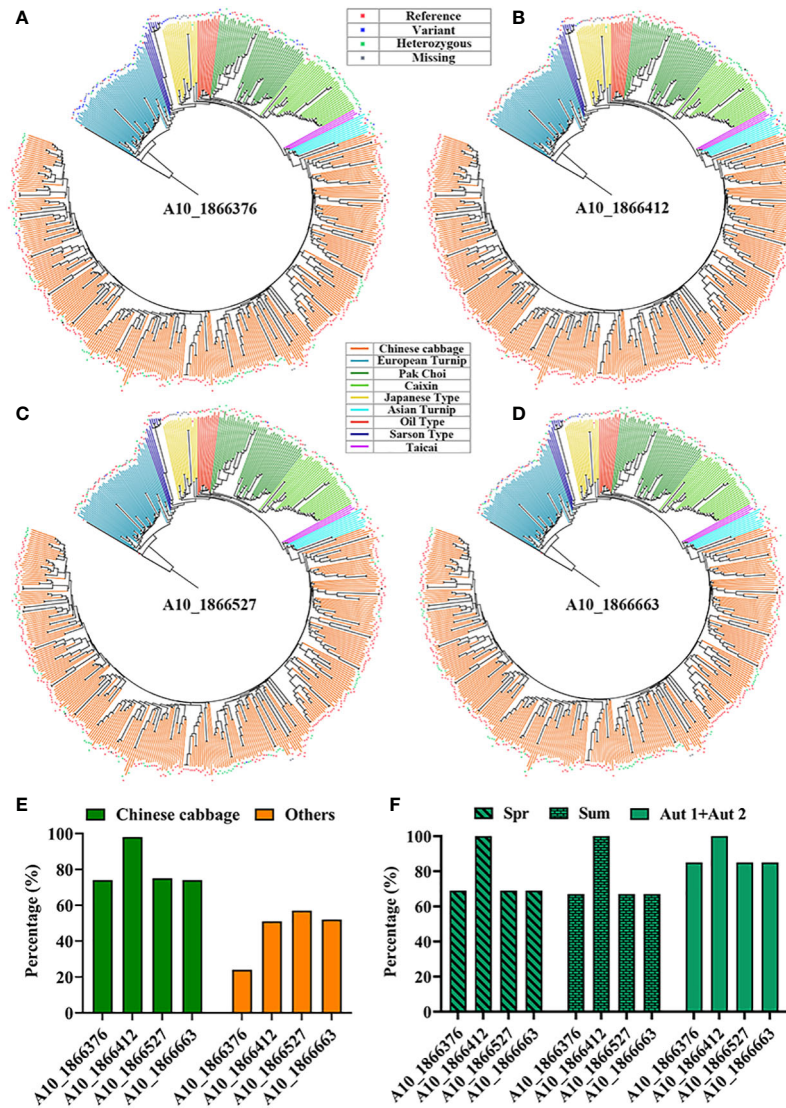 A
Reference
Variant
Heterozygous
Missing
B
A10_1866376
A10_1866412
Chinese cabbage
European Turnip
Pak Choi
Caixin
Japanese Type
Asian Turnip
Oil Type
Sarson Type
Taicai
C
D
A10_1866527
A10_1866663
E
Chinese cabbage
Others
Percentage (%)
100
80
60
40
20
0
A10_1866376
A10_1866412
A10_1866527
A10_1866663
A10_1866376
A10_1866412
A10_1866527
A10_1866663
F
Spr
Sum
Aut 1+Aut 2
Percentage (%)
100
80
60
40
20
0
A10_1866376
A10_1866412
A10_1866527
A10_1866663
A10_1866376
A10_1866412
A10_1866527
A10_1866663
A10_1866376
A10_1866412
A10_1866527
A10_1866663